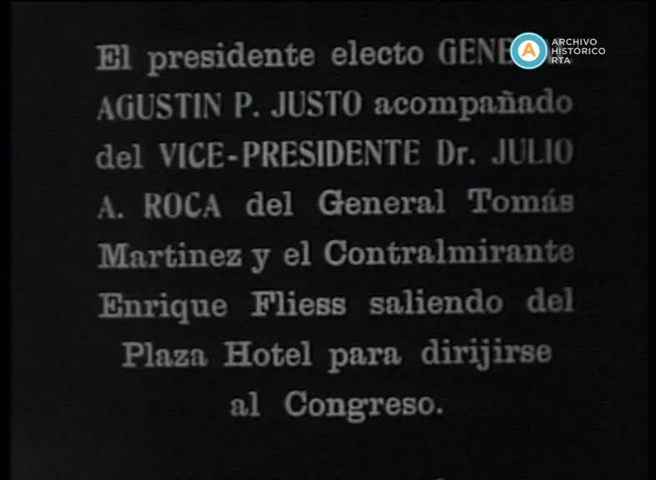 El presidente electo GENE
AGUSTIN P. JUSTO acompañado
del VICE-PRESIDENTE Dr. JULIO
A. ROCA del General Tomás
Martinez y el Contralmirante
Enrique Fliess saliendo del
Plaza Hotel para dirijirse
al Congreso.
A
ARCHIVO
HISTÓRICO
RTA